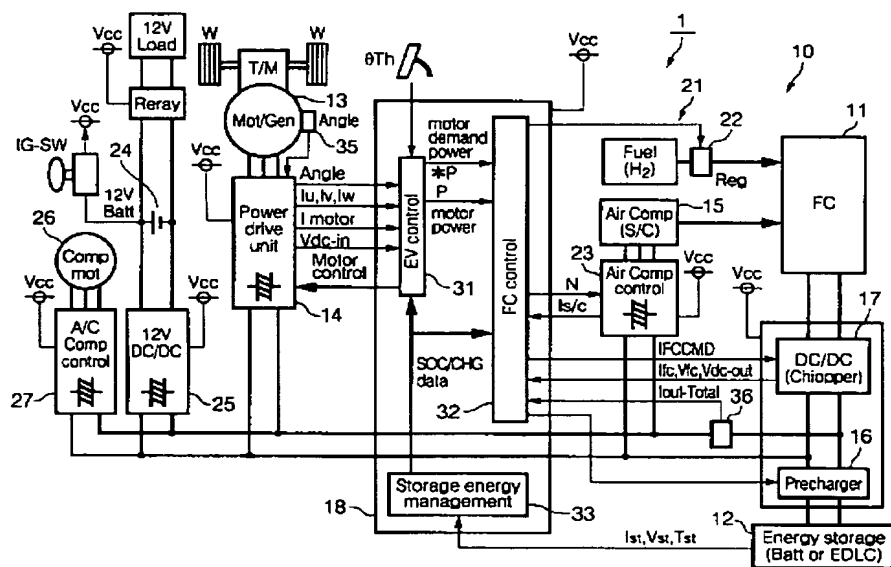 Vcc
12V
Load
Reray
Vcc
IG-SW
24
12V
Batt
26
Comp
mot
Vcc
A/C
Comp
control
27
Vcc
12V
DC/DC
25
W
W
T/M
13
Mot/Gen
Angle
35
Vcc
Power
drive
unit
14
Angle
Iu,Iv,Iw
I motor
Vdc-in
Motor
control
θTh
EV control
31
motor
demand
power
*P
P
motor
power
SOC/CHG
data
FC control
32
18
Storage energy
management
33
Vcc
1
10
21
22
Fuel
(H2)
Reg
11
FC
15
Air Comp
(S/C)
23
Air Comp
control
Vcc
N
Is/c
Vcc
17
DC/DC
(Chiopper)
IFCCMD
Ifc,Vfc,Vdc-out
Iout-Total
36
16
Precharger
12
Energy storage
(Batt or EDLC)
Ist,Vst,Tst